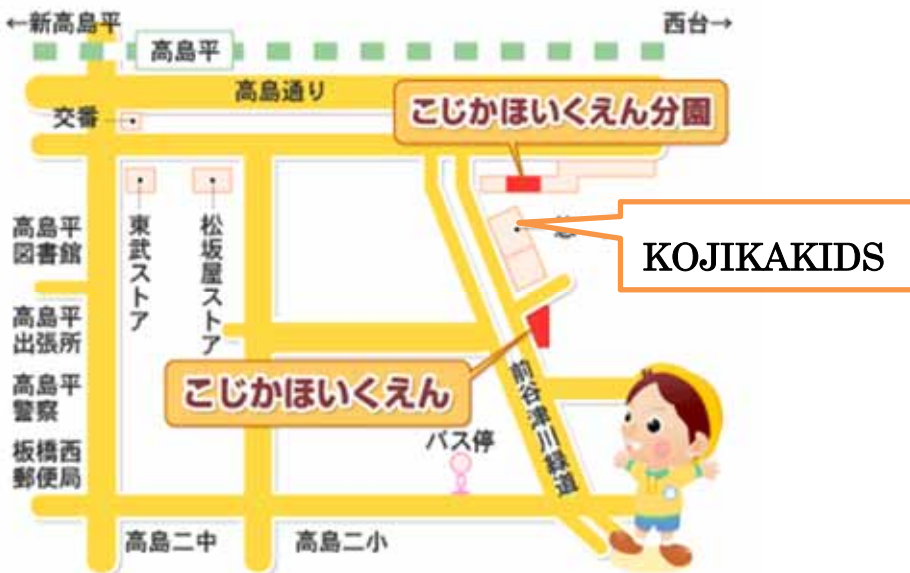 ←新高島平
西台→
高島平
高島通り
交番
こじかほいくえん分園
高島平
図書館
東武ストア
松坂屋ストア
KOJIKAKIDS
高島平
出張所
高島平
警察
こじかほいくえん
前谷津川緑道
板橋西
郵便局
バス停
高島二中
高島二小